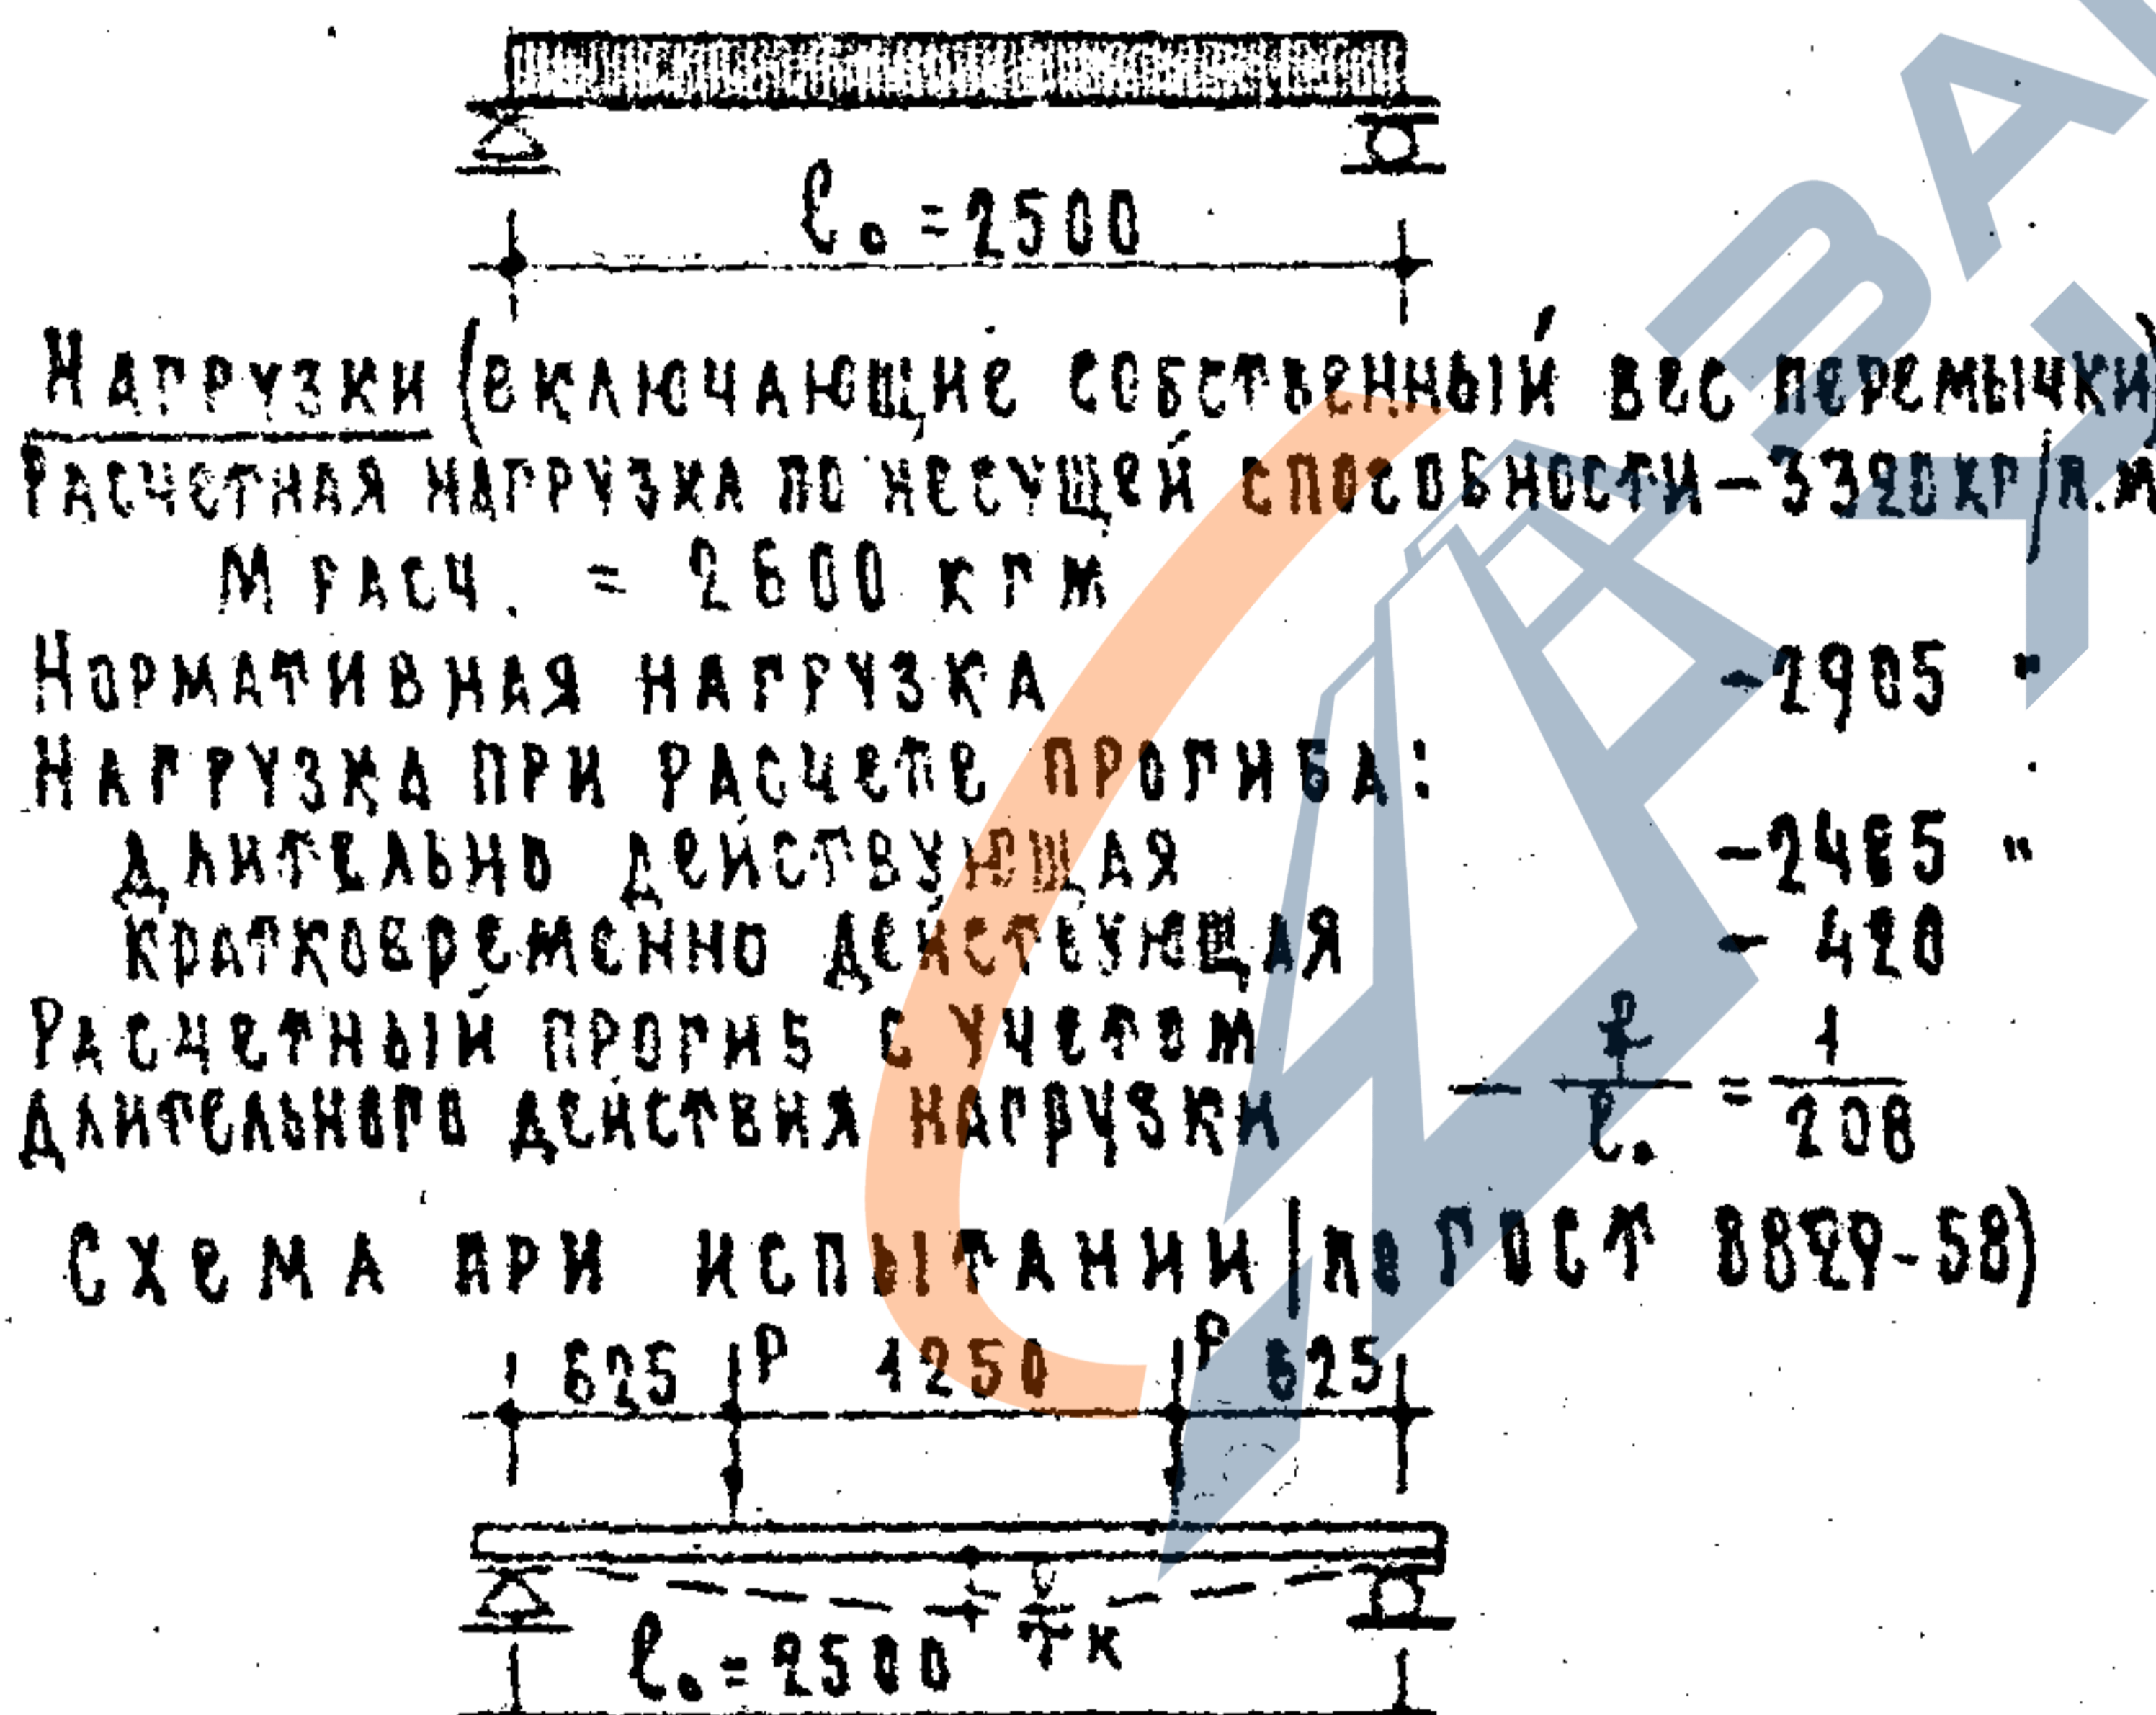 ℓ₀ = 2500
Нагрузки (включающие собственный вес перемычки)
Расчетная нагрузка по несущей способности – 3320 кг/п.м
М расч. = 2600 кгм
Нормативная нагрузка – 2905 "
Нагрузка при расчете прогиба:
длительно действующая – 2485 "
кратковременно действующая – 420
Расчетный прогиб с учетом
длительного действия нагрузки – f/ℓ₀ = 1/208
Схема при испытании (по ГОСТ 8829-58)
625 P 1250 P 625
ℓ₀ = 2500 fк